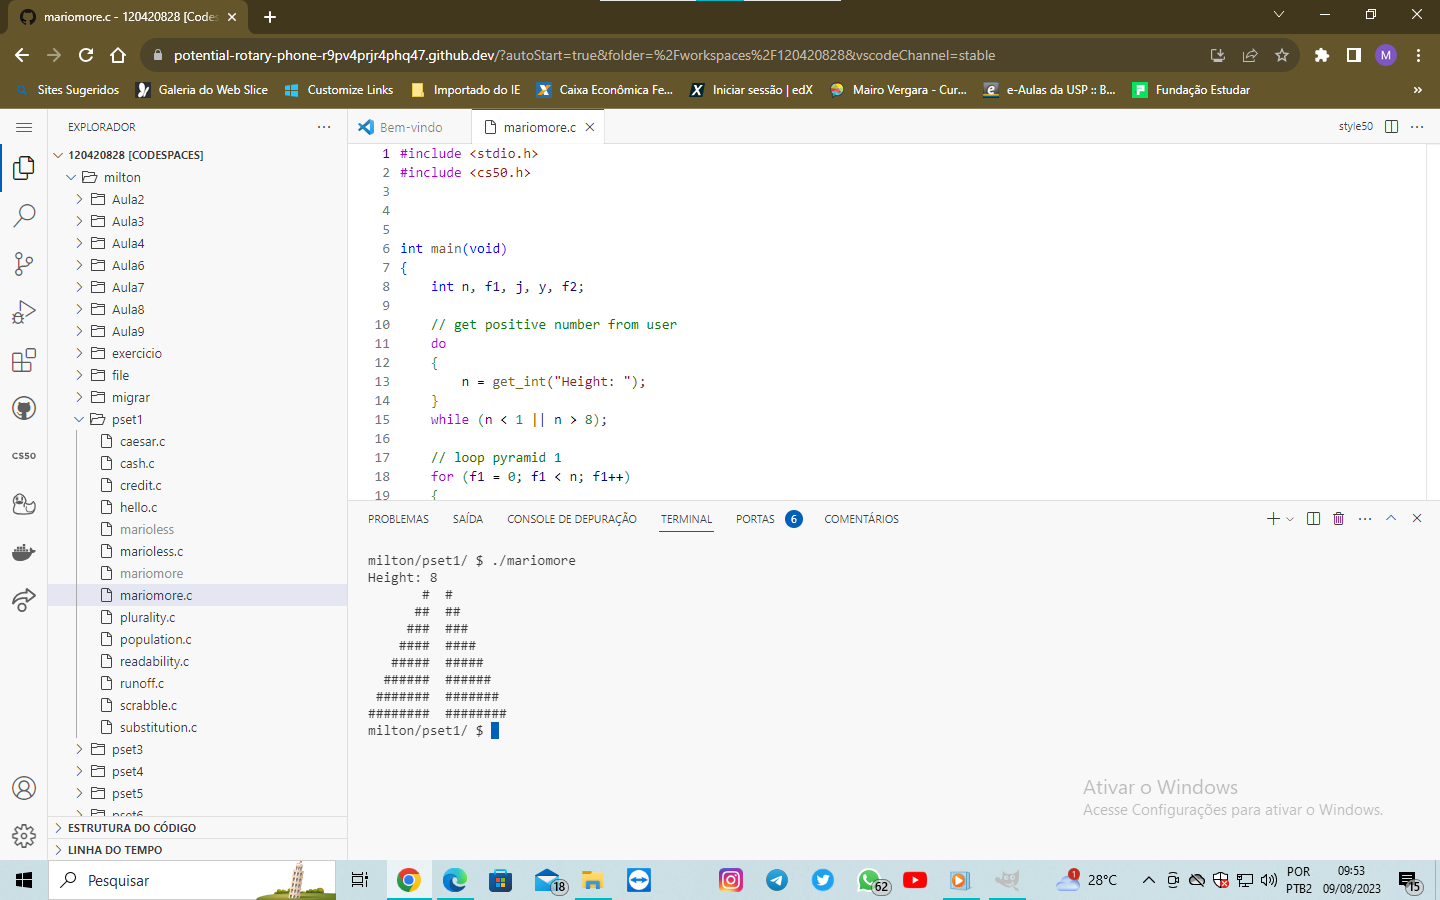 mariomore.c - 120420828 [Codes
potential-rotary-phone-r9pv4prjr4phq47.github.dev/?autoStart=true&folder=%2Fworkspaces%2F120420828&vscodeChannel=stable
M
Sites Sugeridos Galeria do Web Slice Customize Links Importado do IE Caixa Econômica Fe... Iniciar sessão | edX Mairo Vergara - Cur... e-Aulas da USP :: B... Fundação Estudar »
EXPLORADOR ···
120420828 [CODESPACES]
milton
Aula2
Aula3
Aula4
Aula6
Aula7
Aula8
Aula9
exercicio
file
migrar
pset1
caesar.c
cash.c
credit.c
hello.c
marioless
marioless.c
mariomore
mariomore.c
plurality.c
population.c
readability.c
runoff.c
scrabble.c
substitution.c
pset3
pset4
pset5
pset6
ESTRUTURA DO CÓDIGO
LINHA DO TEMPO
CS50
Bem-vindo mariomore.c style50 ···
1 #include <stdio.h>
2 #include <cs50.h>
3
4
5
6 int main(void)
7 {
8     int n, f1, j, y, f2;
9
10     // get positive number from user
11     do
12     {
13         n = get_int("Height: ");
14     }
15     while (n < 1 || n > 8);
16
17     // loop pyramid 1
18     for (f1 = 0; f1 < n; f1++)
19     {
PROBLEMAS SAÍDA CONSOLE DE DEPURAÇÃO TERMINAL PORTAS 6 COMENTÁRIOS
milton/pset1/ $ ./mariomore
Height: 8
       #  #
      ##  ##
     ###  ###
    ####  ####
   #####  #####
  ######  ######
 #######  #######
########  ########
milton/pset1/ $
Ativar o Windows
Acesse Configurações para ativar o Windows.
Pesquisar
18
62
1
28°C
POR
PTB2
09:53
09/08/2023
15